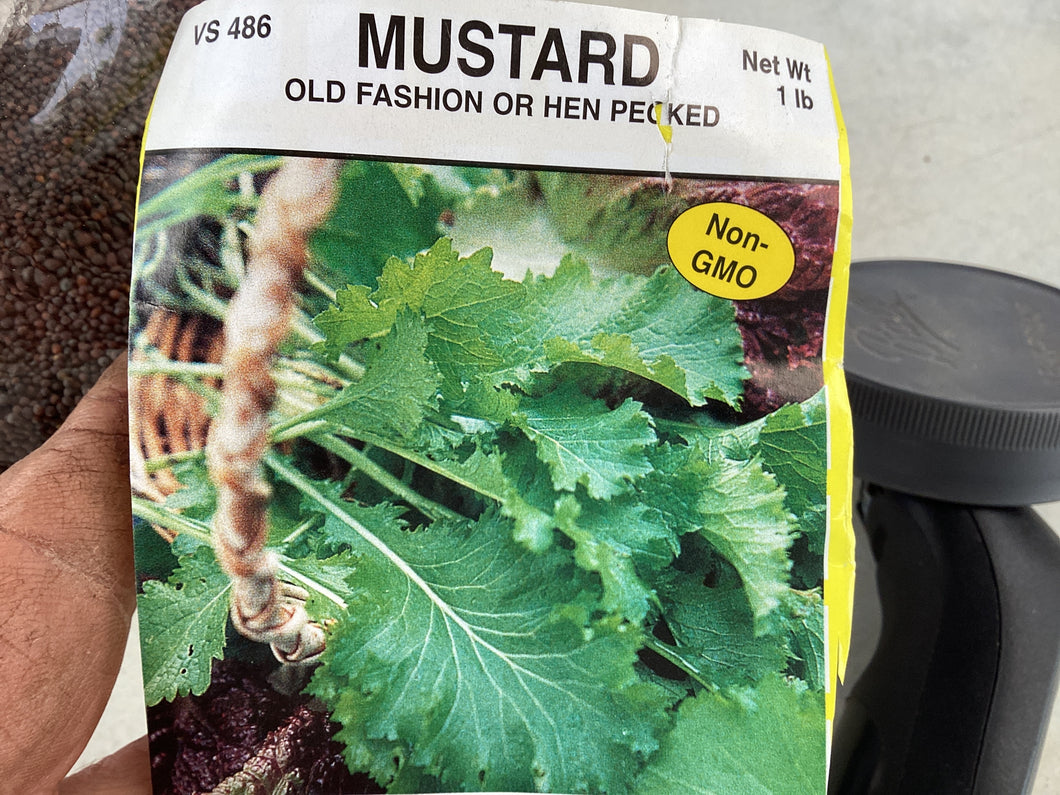 VS 486
MUSTARD
OLD FASHION OR HEN PECKED
Net Wt
1 lb
Non-
GMO